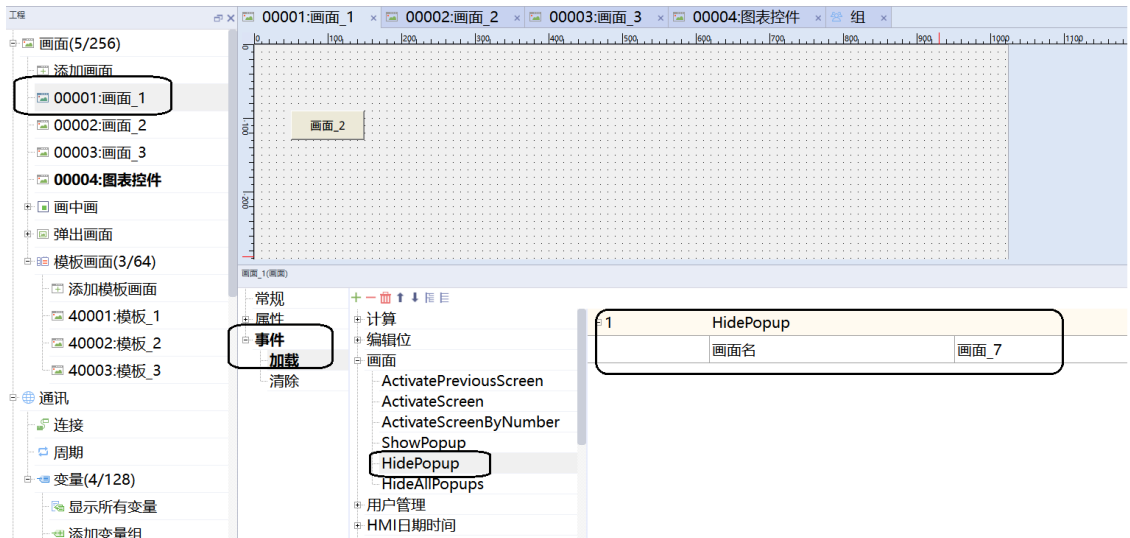 工程
00001:画面_1
00002:画面_2
00003:画面_3
00004:图表控件
组
画面(5/256)
添加画面
00001:画面_1
00002:画面_2
00003:画面_3
00004:图表控件
画中画
弹出画面
模板画面(3/64)
添加模板画面
40001:模板_1
40002:模板_2
40003:模板_3
通讯
连接
周期
变量(4/128)
显示所有变量
添加变量组
0 100 200 300 400 500 600 700 800 900 1000 1100
0
100
200
画面_2
画面_1(画面)
常规
属性
事件
加载
清除
计算
编辑位
画面
ActivatePreviousScreen
ActivateScreen
ActivateScreenByNumber
ShowPopup
HidePopup
HideAllPopups
用户管理
HMI日期时间
1 HidePopup
画面名 画面_7